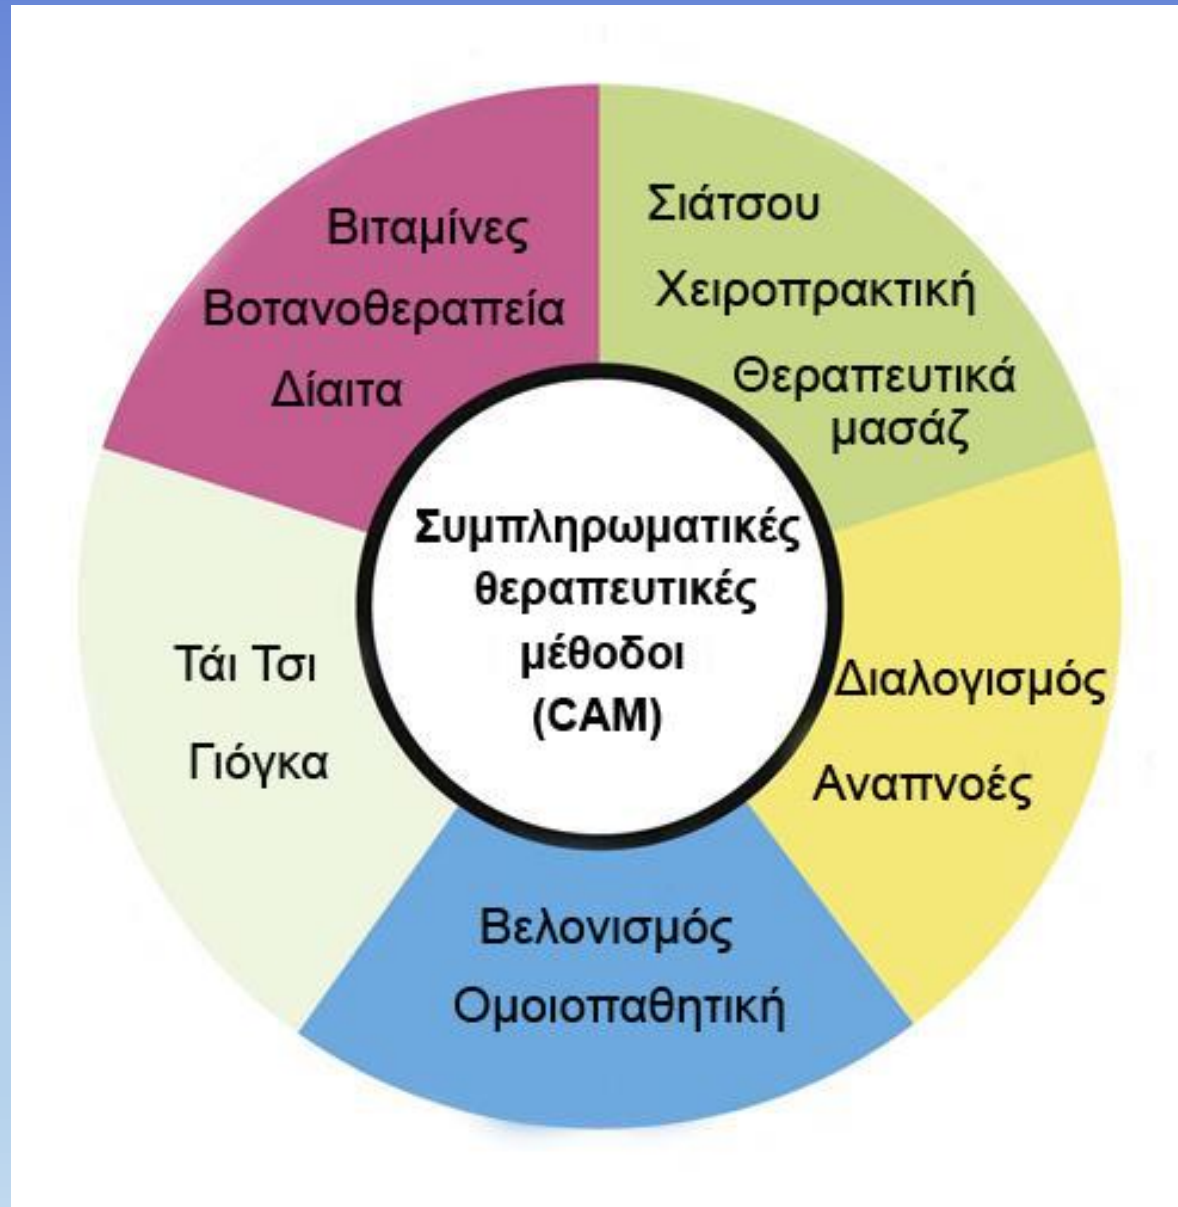 Βιταμίνες
Βοτανοθεραπεία
Δίαιτα
Σιάτσου
Χειροπρακτική
Θεραπευτικά
μασάζ
Συμπληρωματικές
θεραπευτικές
μέθοδοι
(CAM)
Τάι Τσι
Γιόγκα
Διαλογισμός
Αναπνοές
Βελονισμός
Ομοιοπαθητική